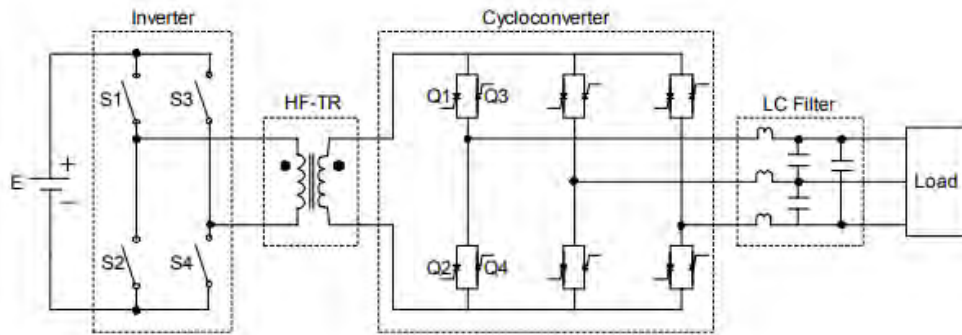 Inverter
Cycloconverter
S1
S3
HF-TR
Q1
Q3
LC Filter
E
+
−
Load
S2
S4
Q2
Q4